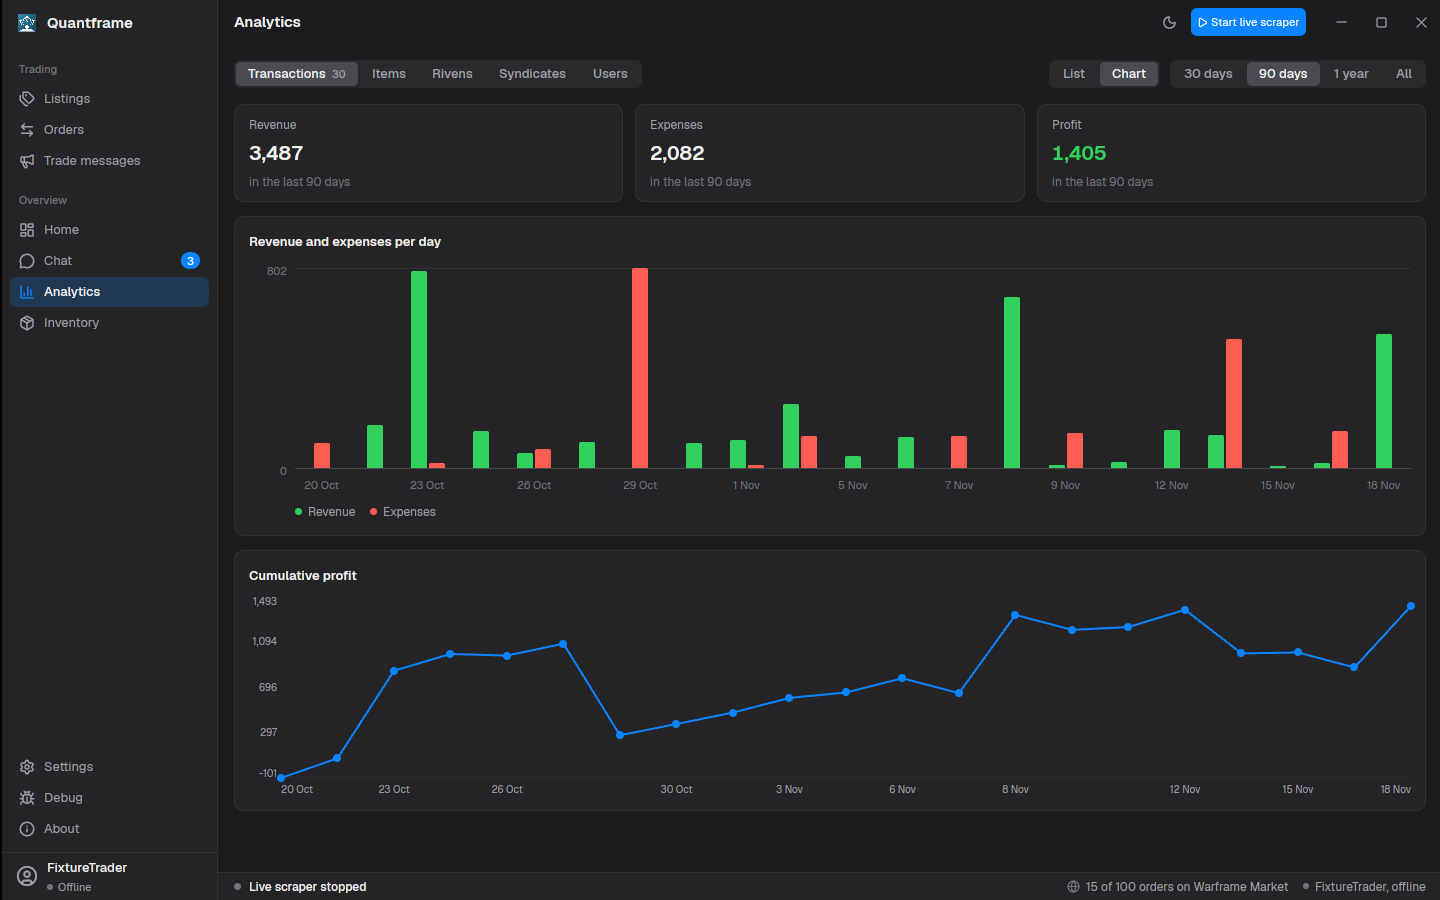 Quantframe
Analytics
Start live scraper
Trading
Listings
Orders
Trade messages
Overview
Home
Chat 3
Analytics
Inventory
Settings
Debug
About
FixtureTrader
Offline
Transactions 30 Items Rivens Syndicates Users
List Chart
30 days 90 days 1 year All
Revenue
3,487
in the last 90 days
Expenses
2,082
in the last 90 days
Profit
1,405
in the last 90 days
Revenue and expenses per day
802
0
20 Oct 23 Oct 26 Oct 29 Oct 1 Nov 5 Nov 7 Nov 9 Nov 12 Nov 15 Nov 18 Nov
Revenue Expenses
Cumulative profit
1,493
1,094
696
297
-101
20 Oct 23 Oct 26 Oct 30 Oct 3 Nov 6 Nov 8 Nov 12 Nov 15 Nov 18 Nov
Live scraper stopped
15 of 100 orders on Warframe Market
FixtureTrader, offline